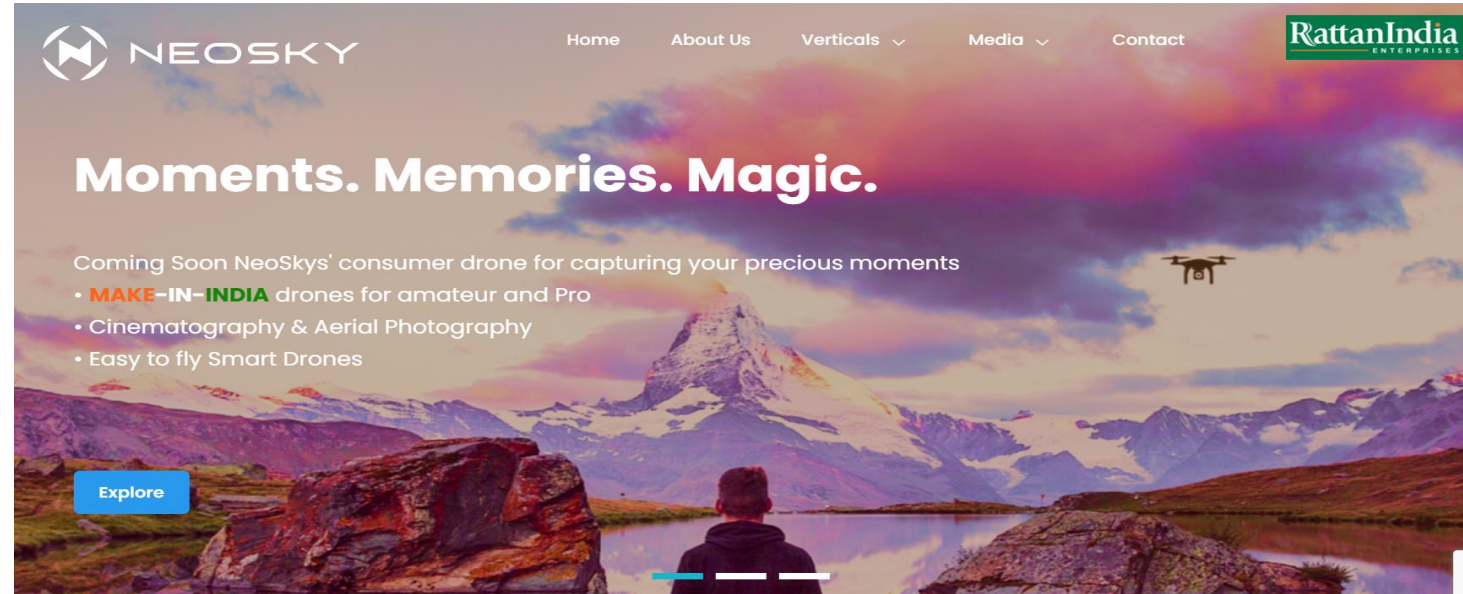 NEOSKY
Home About Us Verticals Media Contact
RattanIndia
ENTERPRISES
Moments. Memories. Magic.
Coming Soon NeoSkys' consumer drone for capturing your precious moments
• MAKE-IN-INDIA drones for amateur and Pro
• Cinematography & Aerial Photography
• Easy to fly Smart Drones
Explore